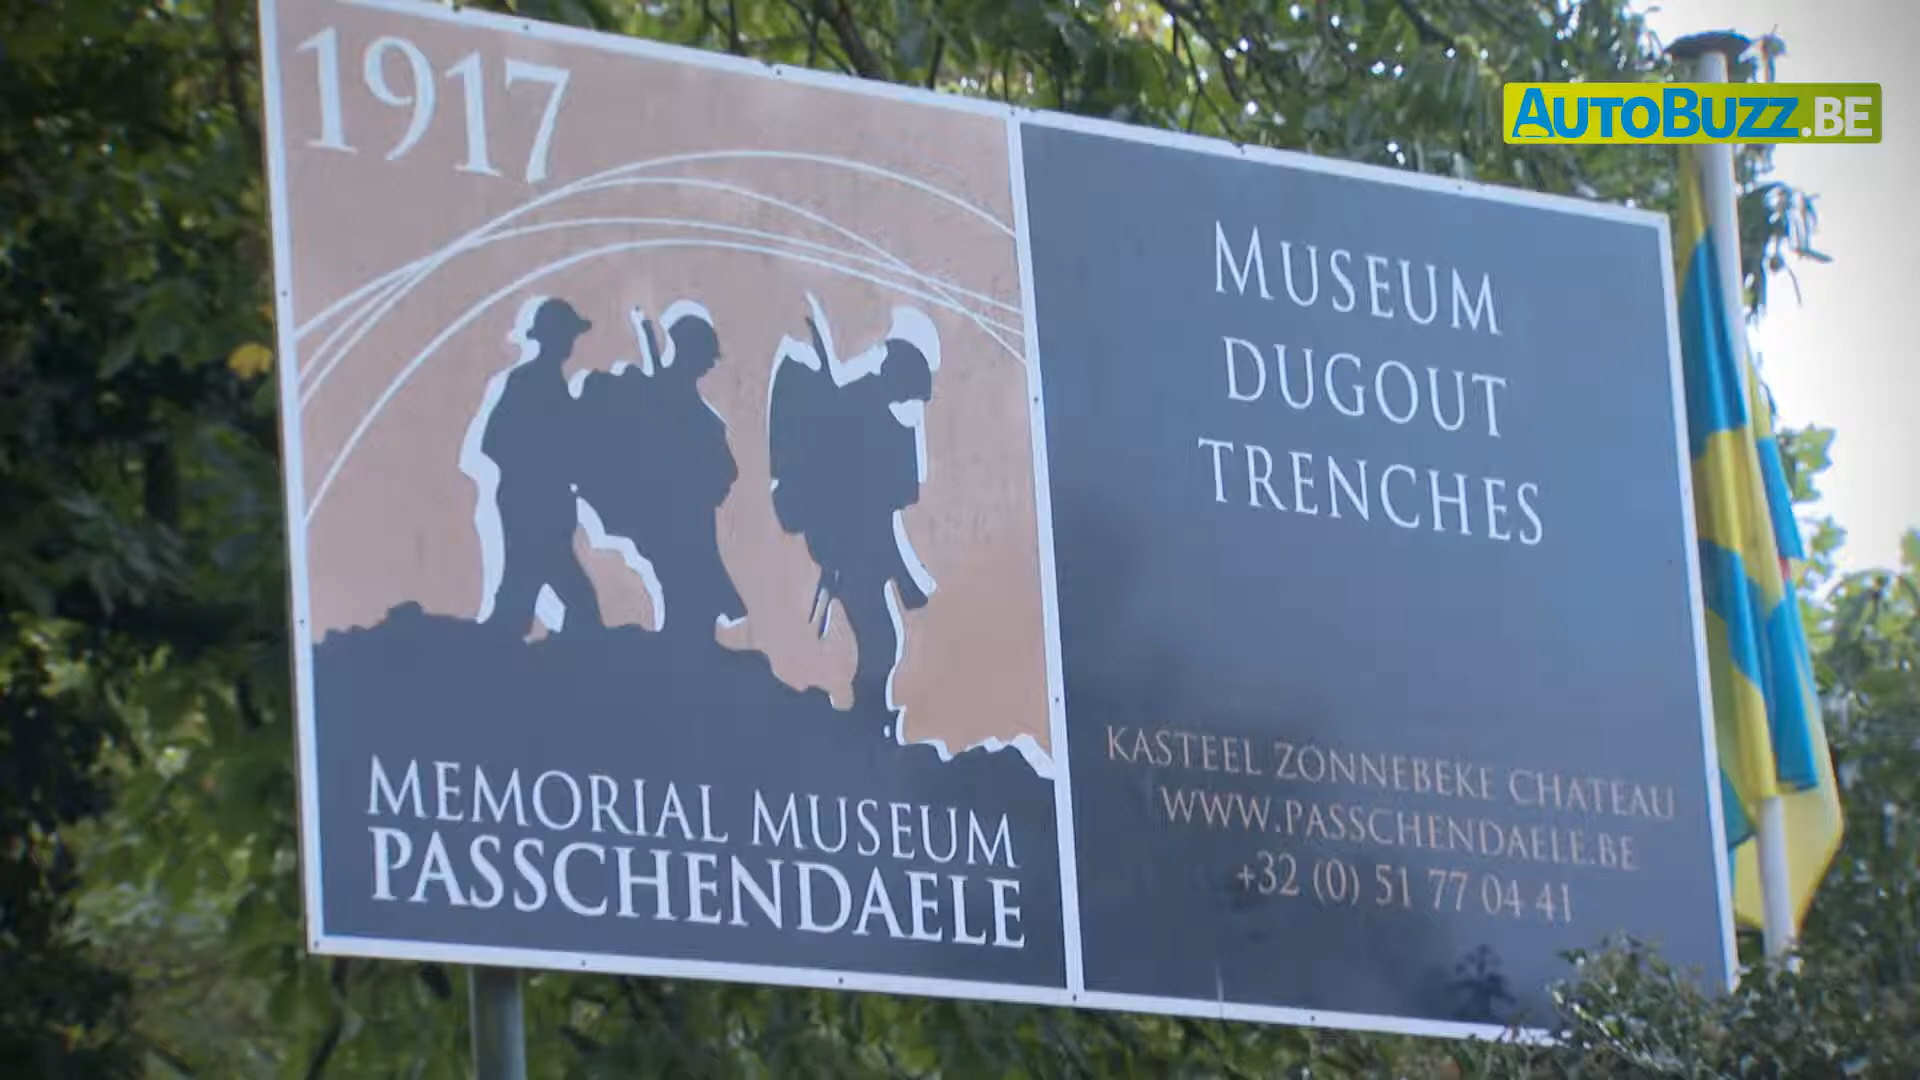 1917
MEMORIAL MUSEUM
PASSCHENDAELE
MUSEUM
DUGOUT
TRENCHES
KASTEEL ZONNEBEKE CHATEAU
WWW.PASSCHENDAELE.BE
+32 (0) 51 77 04 41
AUTOBUZZ.BE